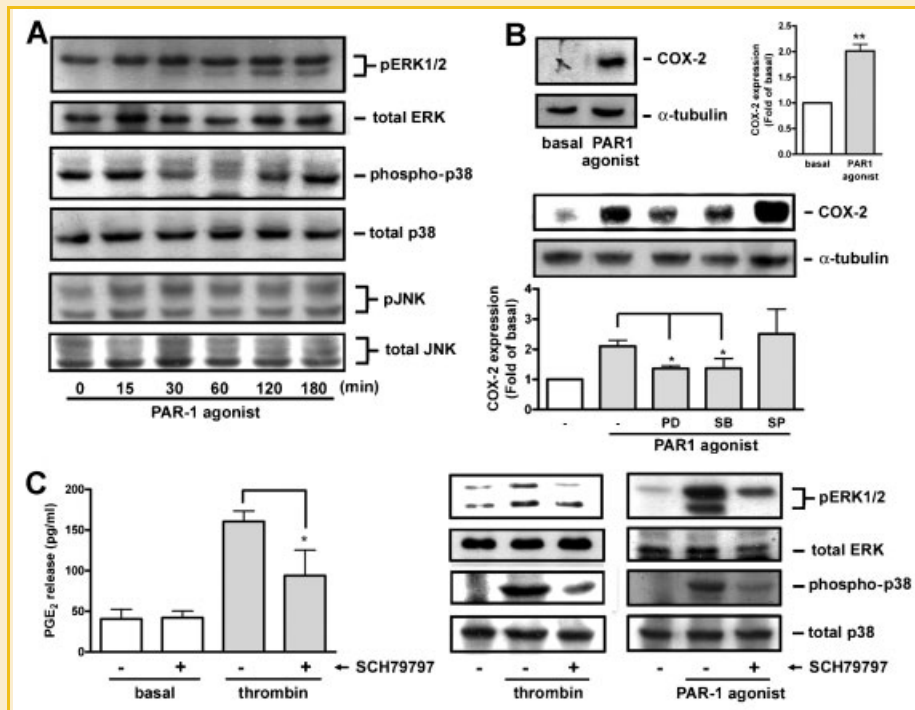 A
pERK1/2
total ERK
phospho-p38
total p38
pJNK
total JNK
0 15 30 60 120 180 (min)
PAR-1 agonist
B
COX-2
α-tubulin
basal PAR1 agonist
COX-2 expression
(Fold of basal)
2.5
2.0
1.5
1.0
0.5
0.0
**
basal PAR1 agonist
COX-2
α-tubulin
COX-2 expression
(Fold of basal)
4
3
2
1
0
* *
- - PD SB SP
PAR1 agonist
C
PGE2 release (pg/ml)
200
150
100
50
0
*
- + - + ← SCH79797
basal thrombin
pERK1/2
total ERK
phospho-p38
total p38
- - + - - + ← SCH79797
thrombin PAR-1 agonist